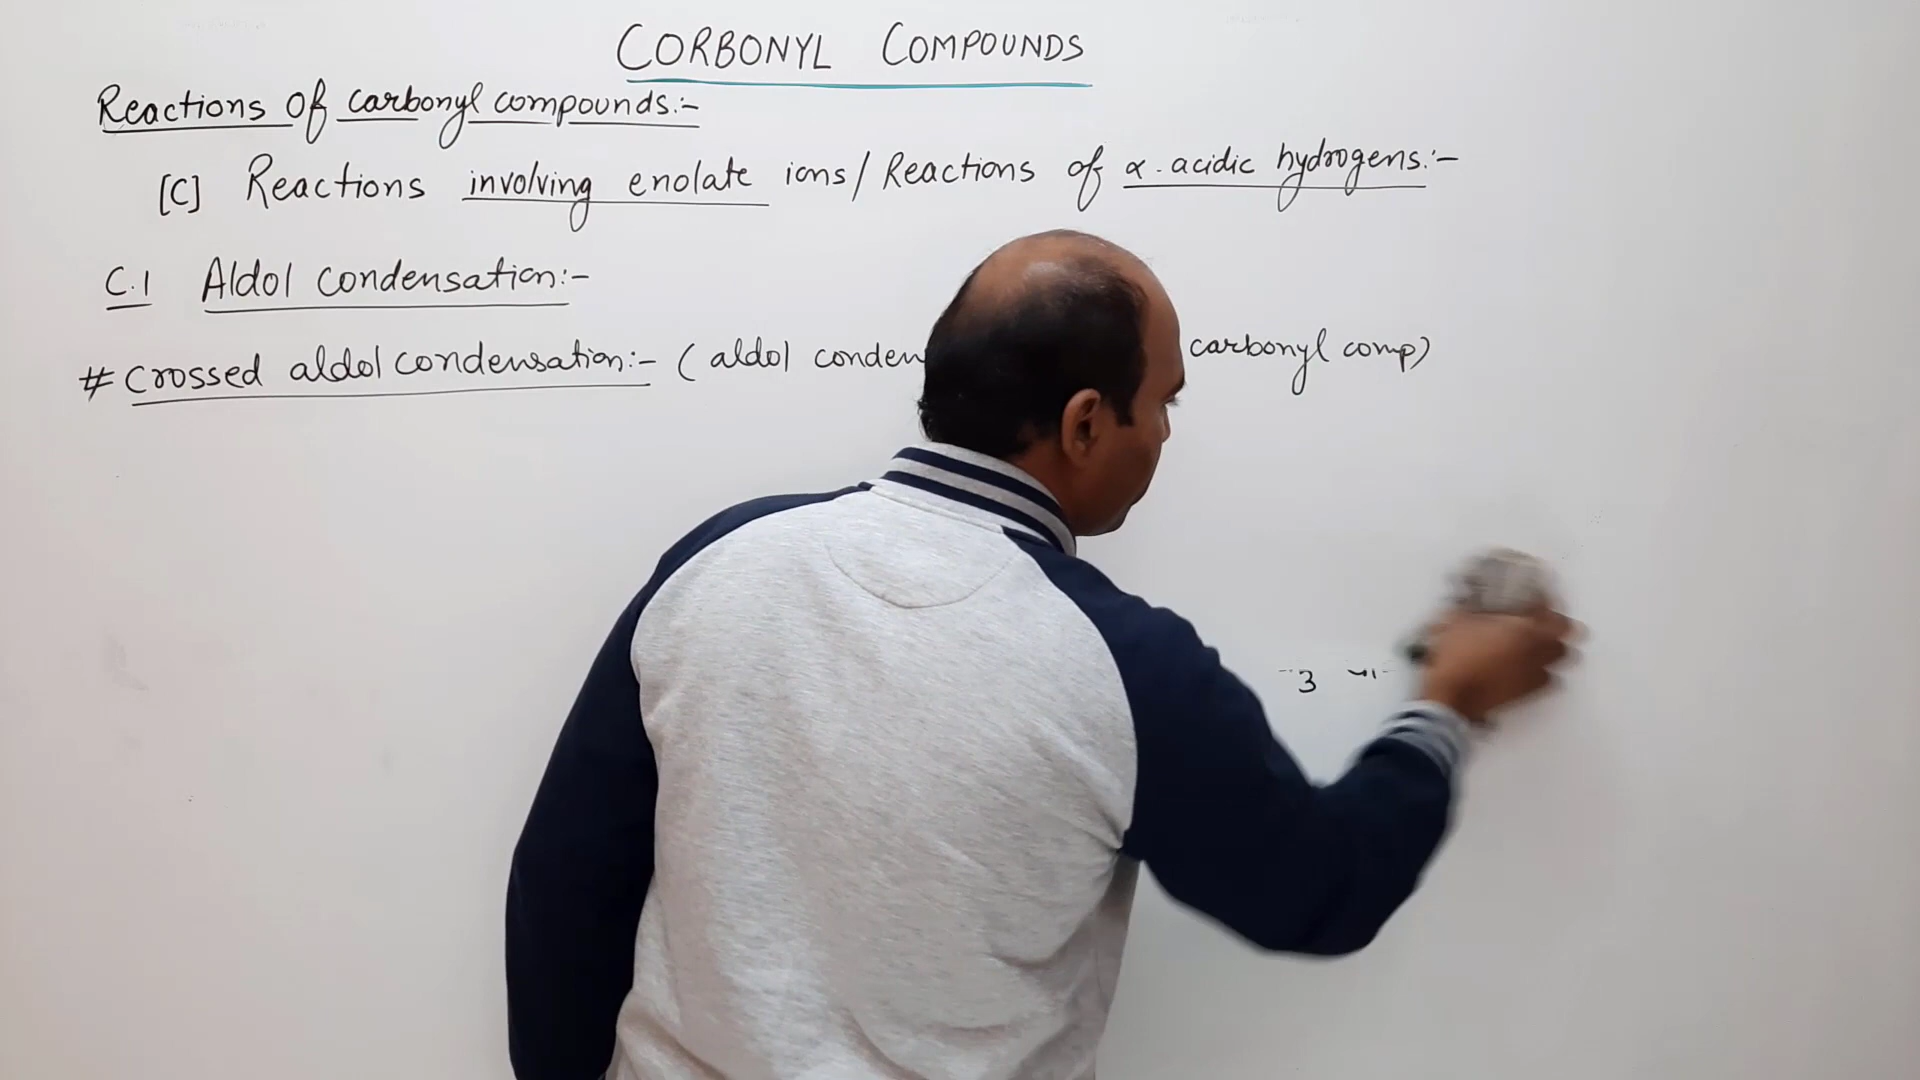 CORBONYL COMPOUNDS
Reactions Of carbonyl compounds:-
[C] Reactions involving enolate ions/Reactions of α-acidic hydrogens:-
C.1 Aldol condensation:-
# Crossed aldol condensation:- (aldol conden carbonyl comp)
3